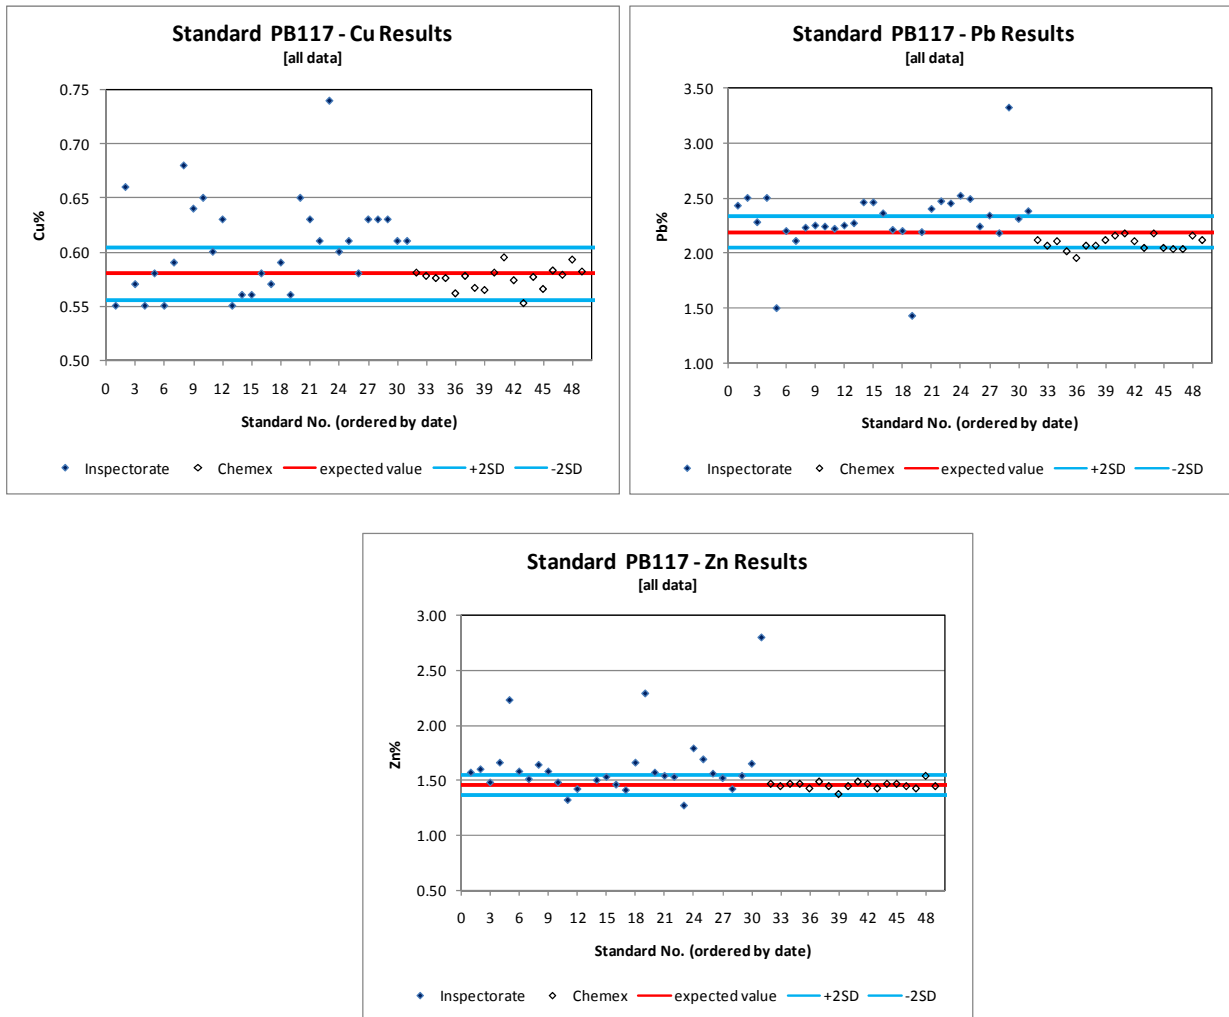 Standard PB117 - Cu Results
[all data]
0.75
0.70
0.65
0.60
0.55
0.50
Cu%
0 3 6 9 12 15 18 21 24 27 30 33 36 39 42 45 48
Standard No. (ordered by date)
Inspectorate Chemex expected value +2SD -2SD
Standard PB117 - Pb Results
[all data]
3.50
3.00
2.50
2.00
1.50
1.00
Pb%
0 3 6 9 12 15 18 21 24 27 30 33 36 39 42 45 48
Standard No. (ordered by date)
Inspectorate Chemex expected value +2SD -2SD
Standard PB117 - Zn Results
[all data]
3.00
2.50
2.00
1.50
1.00
0.50
Zn%
0 3 6 9 12 15 18 21 24 27 30 33 36 39 42 45 48
Standard No. (ordered by date)
Inspectorate Chemex expected value +2SD -2SD